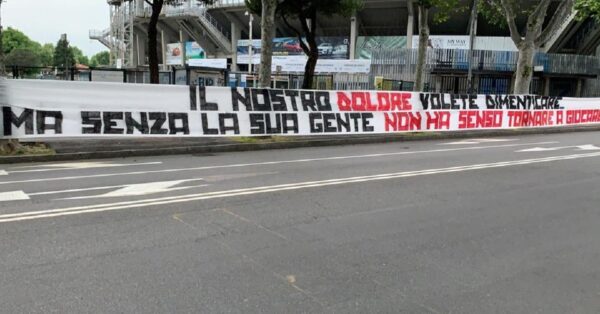 IL NOSTRO DOLORE VOLETE DIMENTICARE
MA SENZA LA SUA GENTE NON HA SENSO TORNARE A GIOCARE